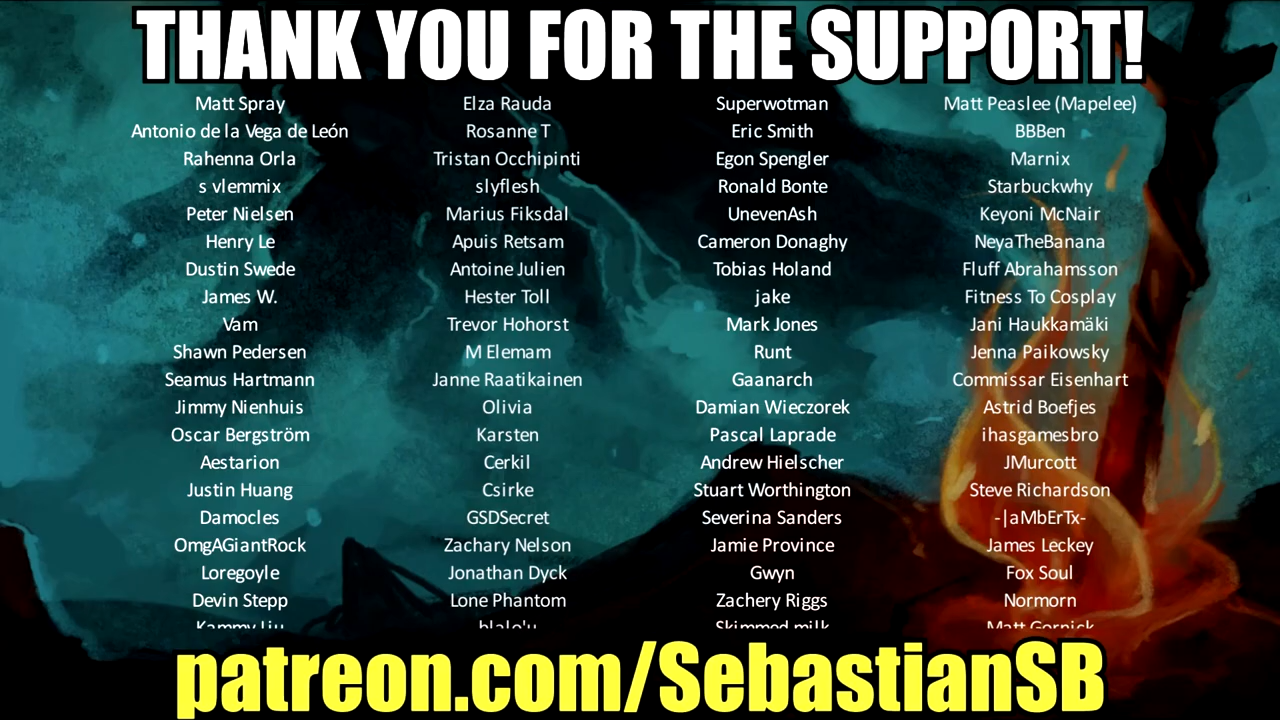 THANK YOU FOR THE SUPPORT!
Matt Spray
Antonio de la Vega de León
Rahenna Orla
s vlemmix
Peter Nielsen
Henry Le
Dustin Swede
James W.
Vam
Shawn Pedersen
Seamus Hartmann
Jimmy Nienhuis
Oscar Bergström
Aestarion
Justin Huang
Damocles
OmgAGiantRock
Loregoyle
Devin Stepp
Kammy Liu
Elza Rauda
Rosanne T
Tristan Occhipinti
slyflesh
Marius Fiksdal
Apuis Retsam
Antoine Julien
Hester Toll
Trevor Hohorst
M Elemam
Janne Raatikainen
Olivia
Karsten
Cerkil
Csirke
GSDSecret
Zachary Nelson
Jonathan Dyck
Lone Phantom
Superwotman
Eric Smith
Egon Spengler
Ronald Bonte
UnevenAsh
Cameron Donaghy
Tobias Holand
jake
Mark Jones
Runt
Gaanarch
Damian Wieczorek
Pascal Laprade
Andrew Hielscher
Stuart Worthington
Severina Sanders
Jamie Province
Gwyn
Zachery Riggs
Skimmed milk
Matt Peaslee (Mapelee)
BBBen
Marnix
Starbuckwhy
Keyoni McNair
NeyaTheBanana
Fluff Abrahamsson
Fitness To Cosplay
Jani Haukkamäki
Jenna Paikowsky
Commissar Eisenhart
Astrid Boefjes
ihasgamesbro
JMurcott
Steve Richardson
-|aMbErTx-
James Leckey
Fox Soul
Normorn
Matt Gornick
patreon.com/SebastianSB